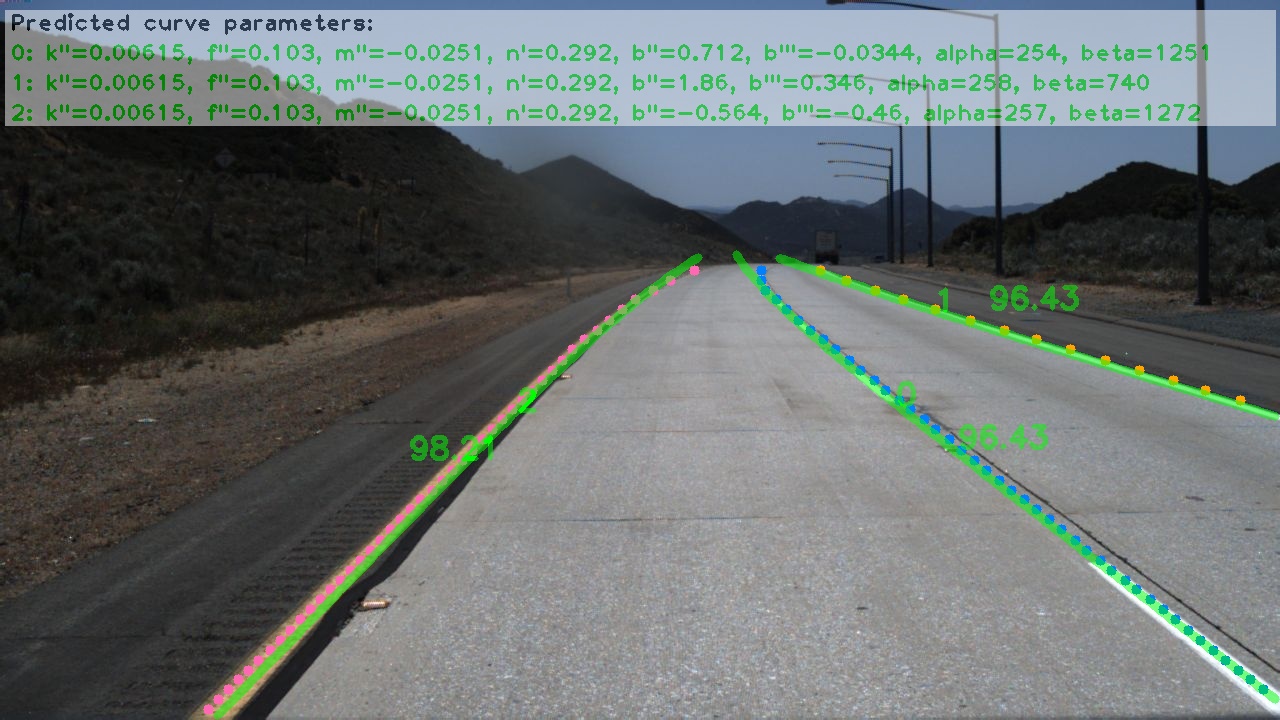 Predicted curve parameters:
0: k''=0.00615, f''=0.103, m''=-0.0251, n'=0.292, b''=0.712, b'''=-0.0344, alpha=254, beta=1251
1: k''=0.00615, f''=0.103, m''=-0.0251, n'=0.292, b''=1.86, b'''=0.346, alpha=258, beta=740
2: k''=0.00615, f''=0.103, m''=-0.0251, n'=0.292, b''=-0.564, b'''=-0.46, alpha=257, beta=1272
1 96.43
2
0
98.21
96.43